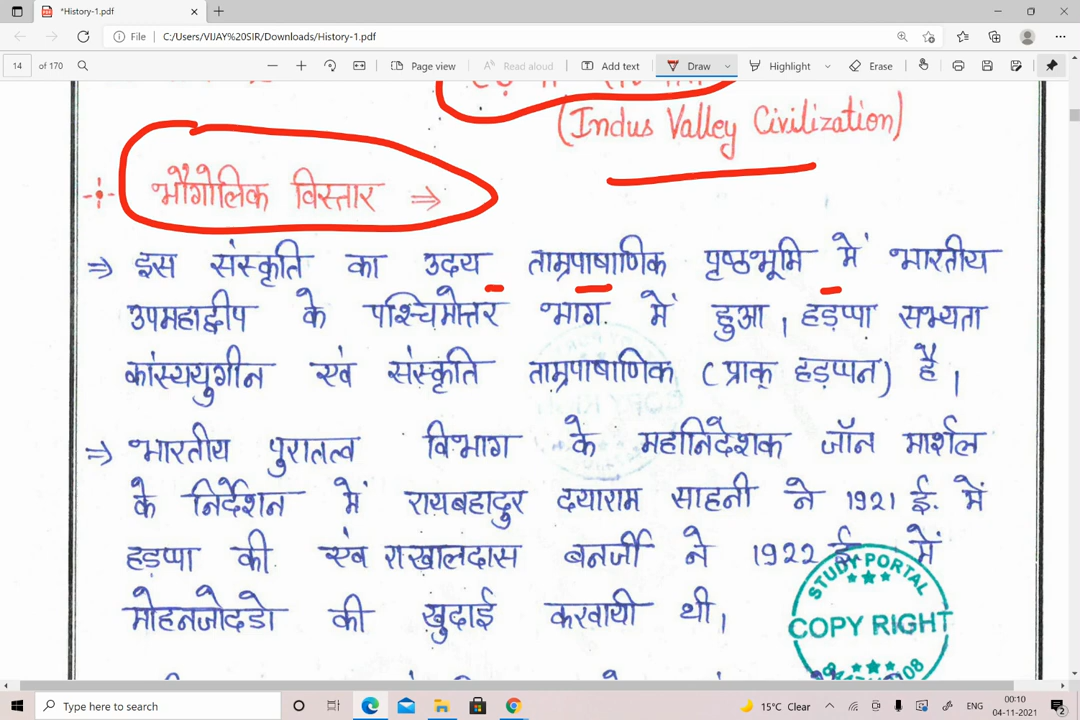 *History-1.pdf
File
C:/Users/VIJAY%20SIR/Downloads/History-1.pdf
14 of 170
Page view
Read aloud
Add text
Draw
Highlight
Erase
(Indus Valley Civilization)
भौगोलिक विस्तार ⇒
⇒ इस संस्कृति का उदय ताम्रपाषाणिक पृष्ठभूमि में भारतीय
उपमहाद्वीप के पश्चिमोत्तर भाग में हुआ, हड़प्पा सभ्यता
कांस्ययुगीन एवं संस्कृति ताम्रपाषाणिक (प्राक् हड़प्पन) है।
⇒ भारतीय पुरातत्व विभाग के महानिदेशक जॉन मार्शल
के निर्देशन में रायबहादुर दयाराम साहनी ने 1921 ई. में
हड़प्पा की एवं राखालदास बनर्जी ने 1922 ई. में
मोहनजोदडो की खुदाई करवायी थी,
STUDY PORTAL
COPY RIGHT
Type here to search
15°C Clear
ENG
00:10
04-11-2021
2